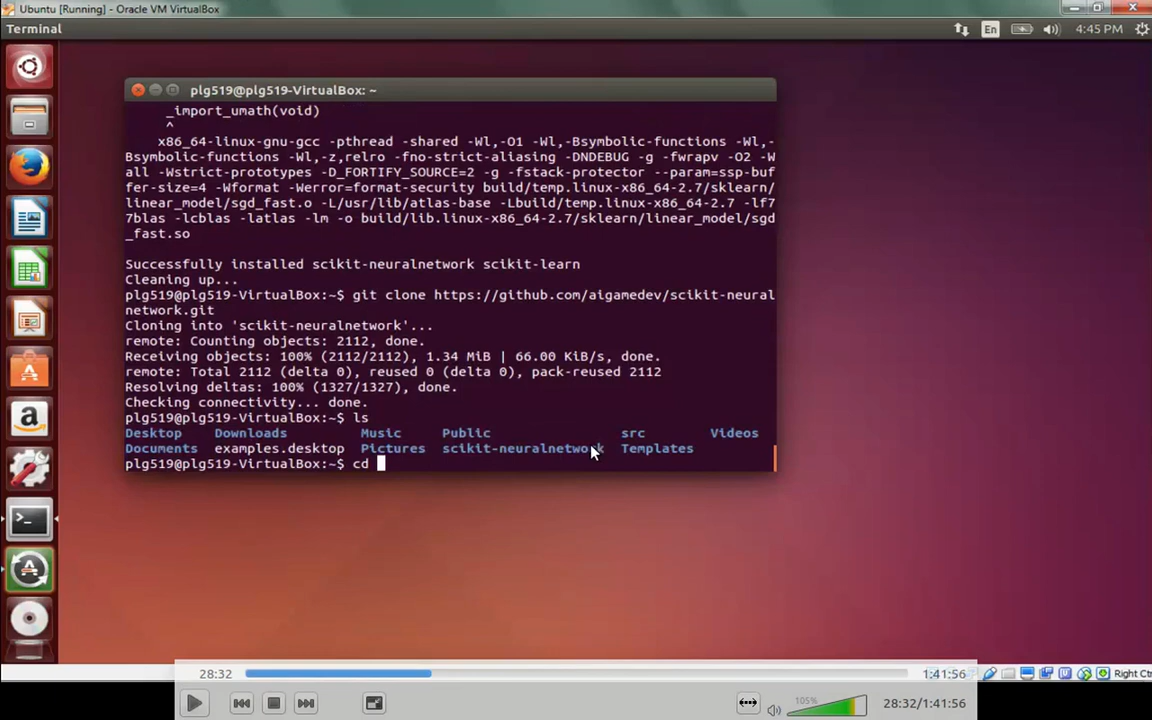 Ubuntu [Running] - Oracle VM VirtualBox
Terminal
En
4:45 PM
plg519@plg519-VirtualBox: ~
_import_umath(void)
^
x86_64-linux-gnu-gcc -pthread -shared -Wl,-O1 -Wl,-Bsymbolic-functions -Wl,-
Bsymbolic-functions -Wl,-z,relro -fno-strict-aliasing -DNDEBUG -g -fwrapv -O2 -W
all -Wstrict-prototypes -D_FORTIFY_SOURCE=2 -g -fstack-protector --param=ssp-buf
fer-size=4 -Wformat -Werror=format-security build/temp.linux-x86_64-2.7/sklearn/
linear_model/sgd_fast.o -L/usr/lib/atlas-base -Lbuild/temp.linux-x86_64-2.7 -lf7
7blas -lcblas -latlas -lm -o build/lib.linux-x86_64-2.7/sklearn/linear_model/sgd
_fast.so
Successfully installed scikit-neuralnetwork scikit-learn
Cleaning up...
plg519@plg519-VirtualBox:~$ git clone https://github.com/aigamedev/scikit-neural
network.git
Cloning into 'scikit-neuralnetwork'...
remote: Counting objects: 2112, done.
Receiving objects: 100% (2112/2112), 1.34 MiB | 66.00 KiB/s, done.
remote: Total 2112 (delta 0), reused 0 (delta 0), pack-reused 2112
Resolving deltas: 100% (1327/1327), done.
Checking connectivity... done.
plg519@plg519-VirtualBox:~$ ls
Desktop Downloads Music Public src Videos
Documents examples.desktop Pictures scikit-neuralnetwork Templates
plg519@plg519-VirtualBox:~$ cd
28:32
1:41:56
Right Ctr
105%
28:32/1:41:56